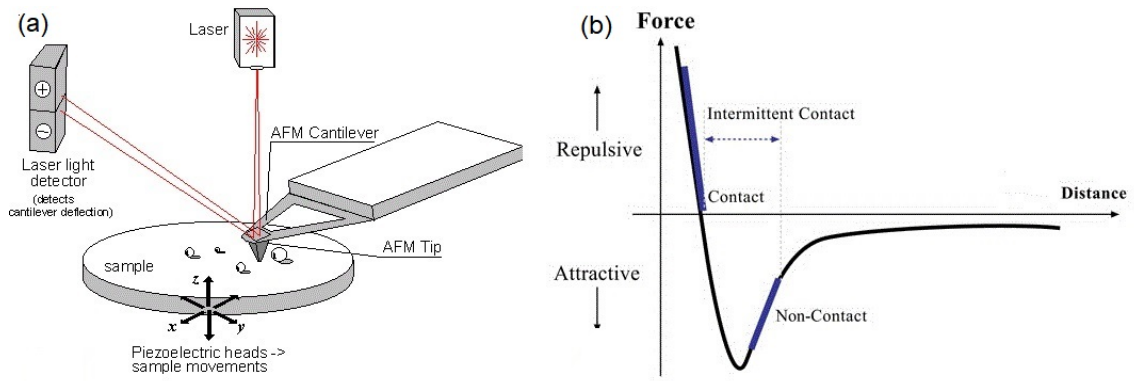 (a)
Laser
+
−
AFM Cantilever
Laser light
detector
(detects
cantilever deflection)
AFM Tip
sample
z
x
y
Piezoelectric heads ->
sample movements
(b)
Force
Intermittent Contact
Repulsive
Contact
Distance
Attractive
Non-Contact